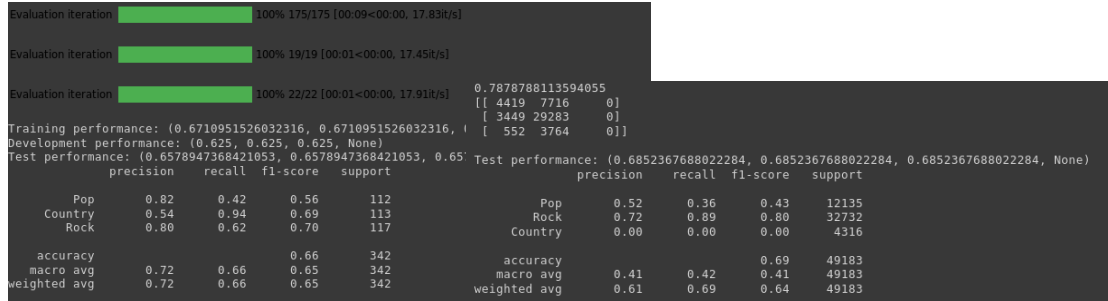 Evaluation iteration 100% 175/175 [00:09<00:00, 17.83it/s]
Evaluation iteration 100% 19/19 [00:01<00:00, 17.45it/s]
Evaluation iteration 100% 22/22 [00:01<00:00, 17.91it/s]
Training performance: (0.6710951526032316, 0.6710951526032316, (
Development performance: (0.625, 0.625, 0.625, None)
Test performance: (0.6578947368421053, 0.6578947368421053, 0.657
precision recall f1-score support
Pop 0.82 0.42 0.56 112
Country 0.54 0.94 0.69 113
Rock 0.80 0.62 0.70 117
accuracy 0.66 342
macro avg 0.72 0.66 0.65 342
weighted avg 0.72 0.66 0.65 342
0.7878788113594055
[[ 4419 7716 0]
[ 3449 29283 0]
[ 552 3764 0]]
Test performance: (0.6852367688022284, 0.6852367688022284, 0.6852367688022284, None)
precision recall f1-score support
Pop 0.52 0.36 0.43 12135
Rock 0.72 0.89 0.80 32732
Country 0.00 0.00 0.00 4316
accuracy 0.69 49183
macro avg 0.41 0.42 0.41 49183
weighted avg 0.61 0.69 0.64 49183